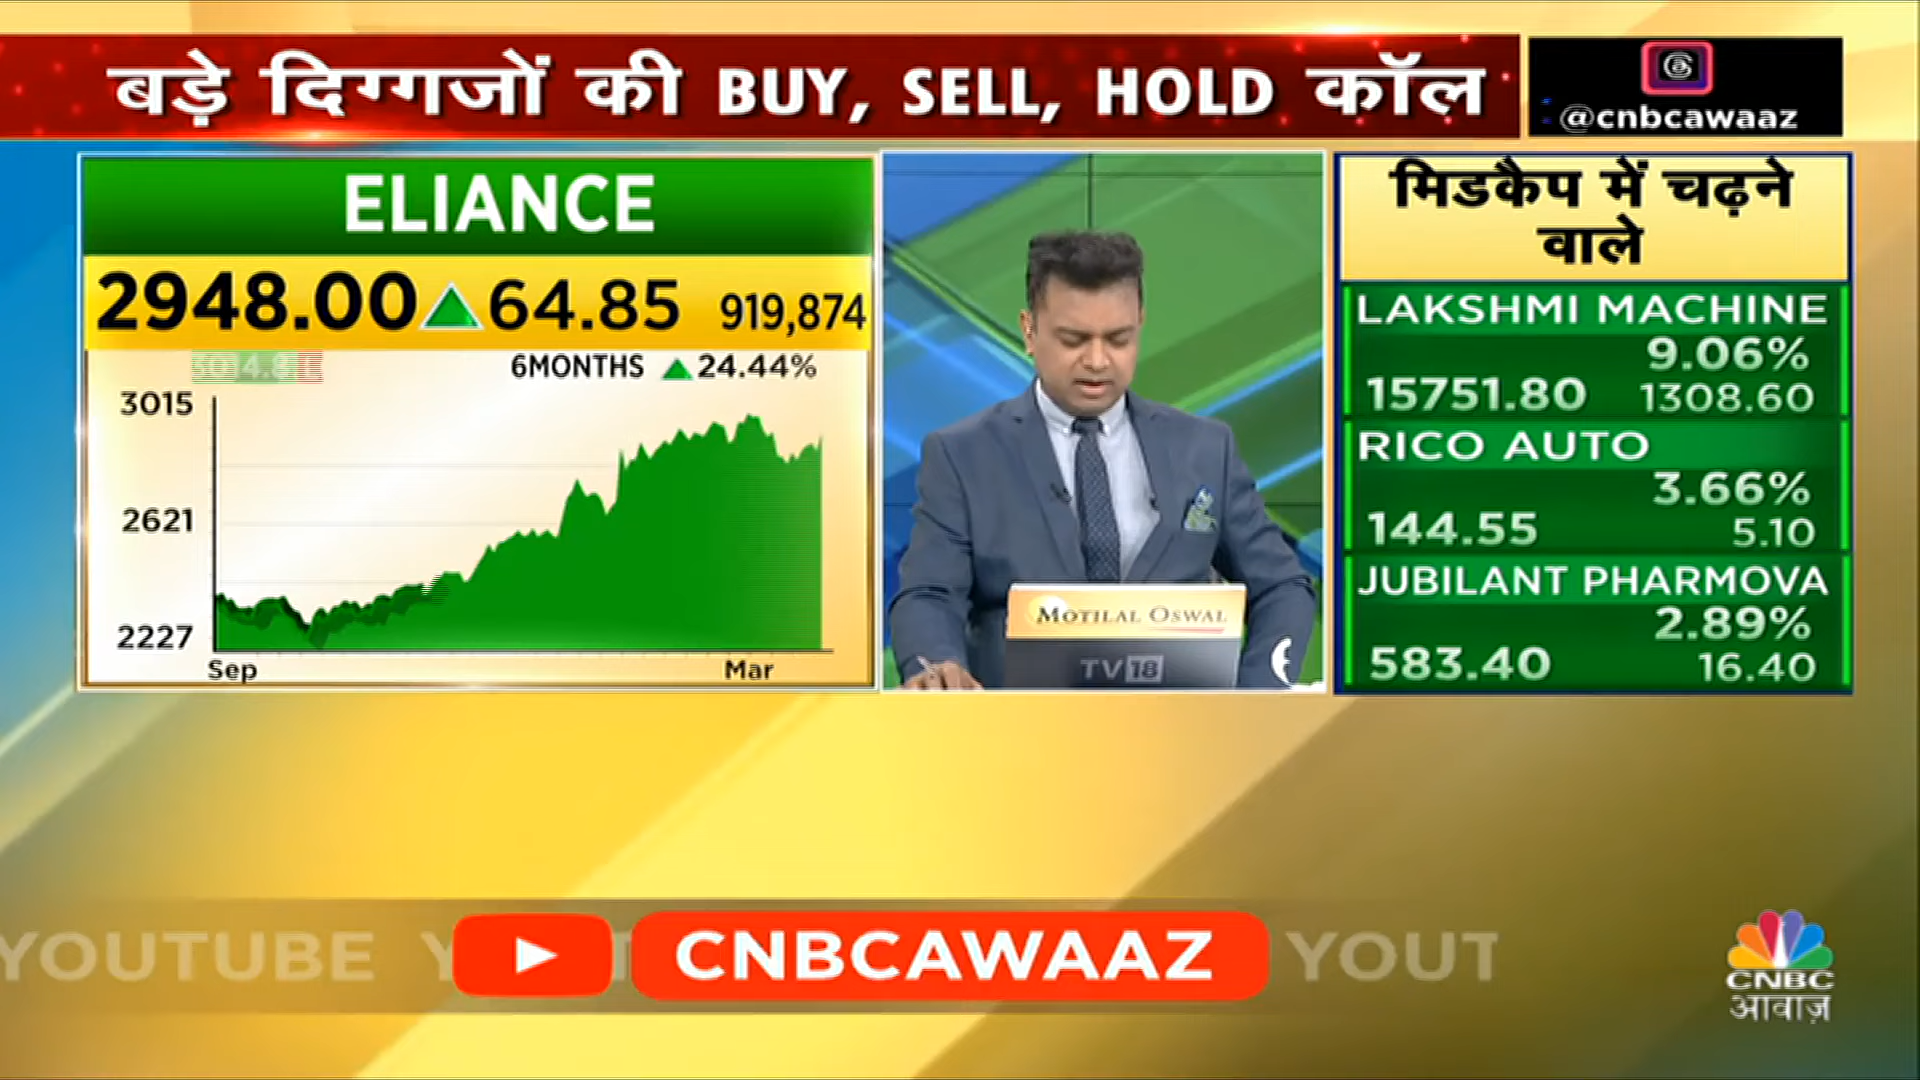 बड़े दिग्गजों की BUY, SELL, HOLD कॉल
@cnbcawaaz
ELIANCE
2948.00 64.85 919,874
6MONTHS 24.44%
3015
2621
2227
Sep Mar
MOTILAL OSWAL
TV18
मिडकैप में चढ़ने
वाले
LAKSHMI MACHINE
9.06%
15751.80 1308.60
RICO AUTO
3.66%
144.55 5.10
JUBILANT PHARMOVA
2.89%
583.40 16.40
YOUTUBE Y CNBCAWAAZ YOUT
CNBC
आवाज़